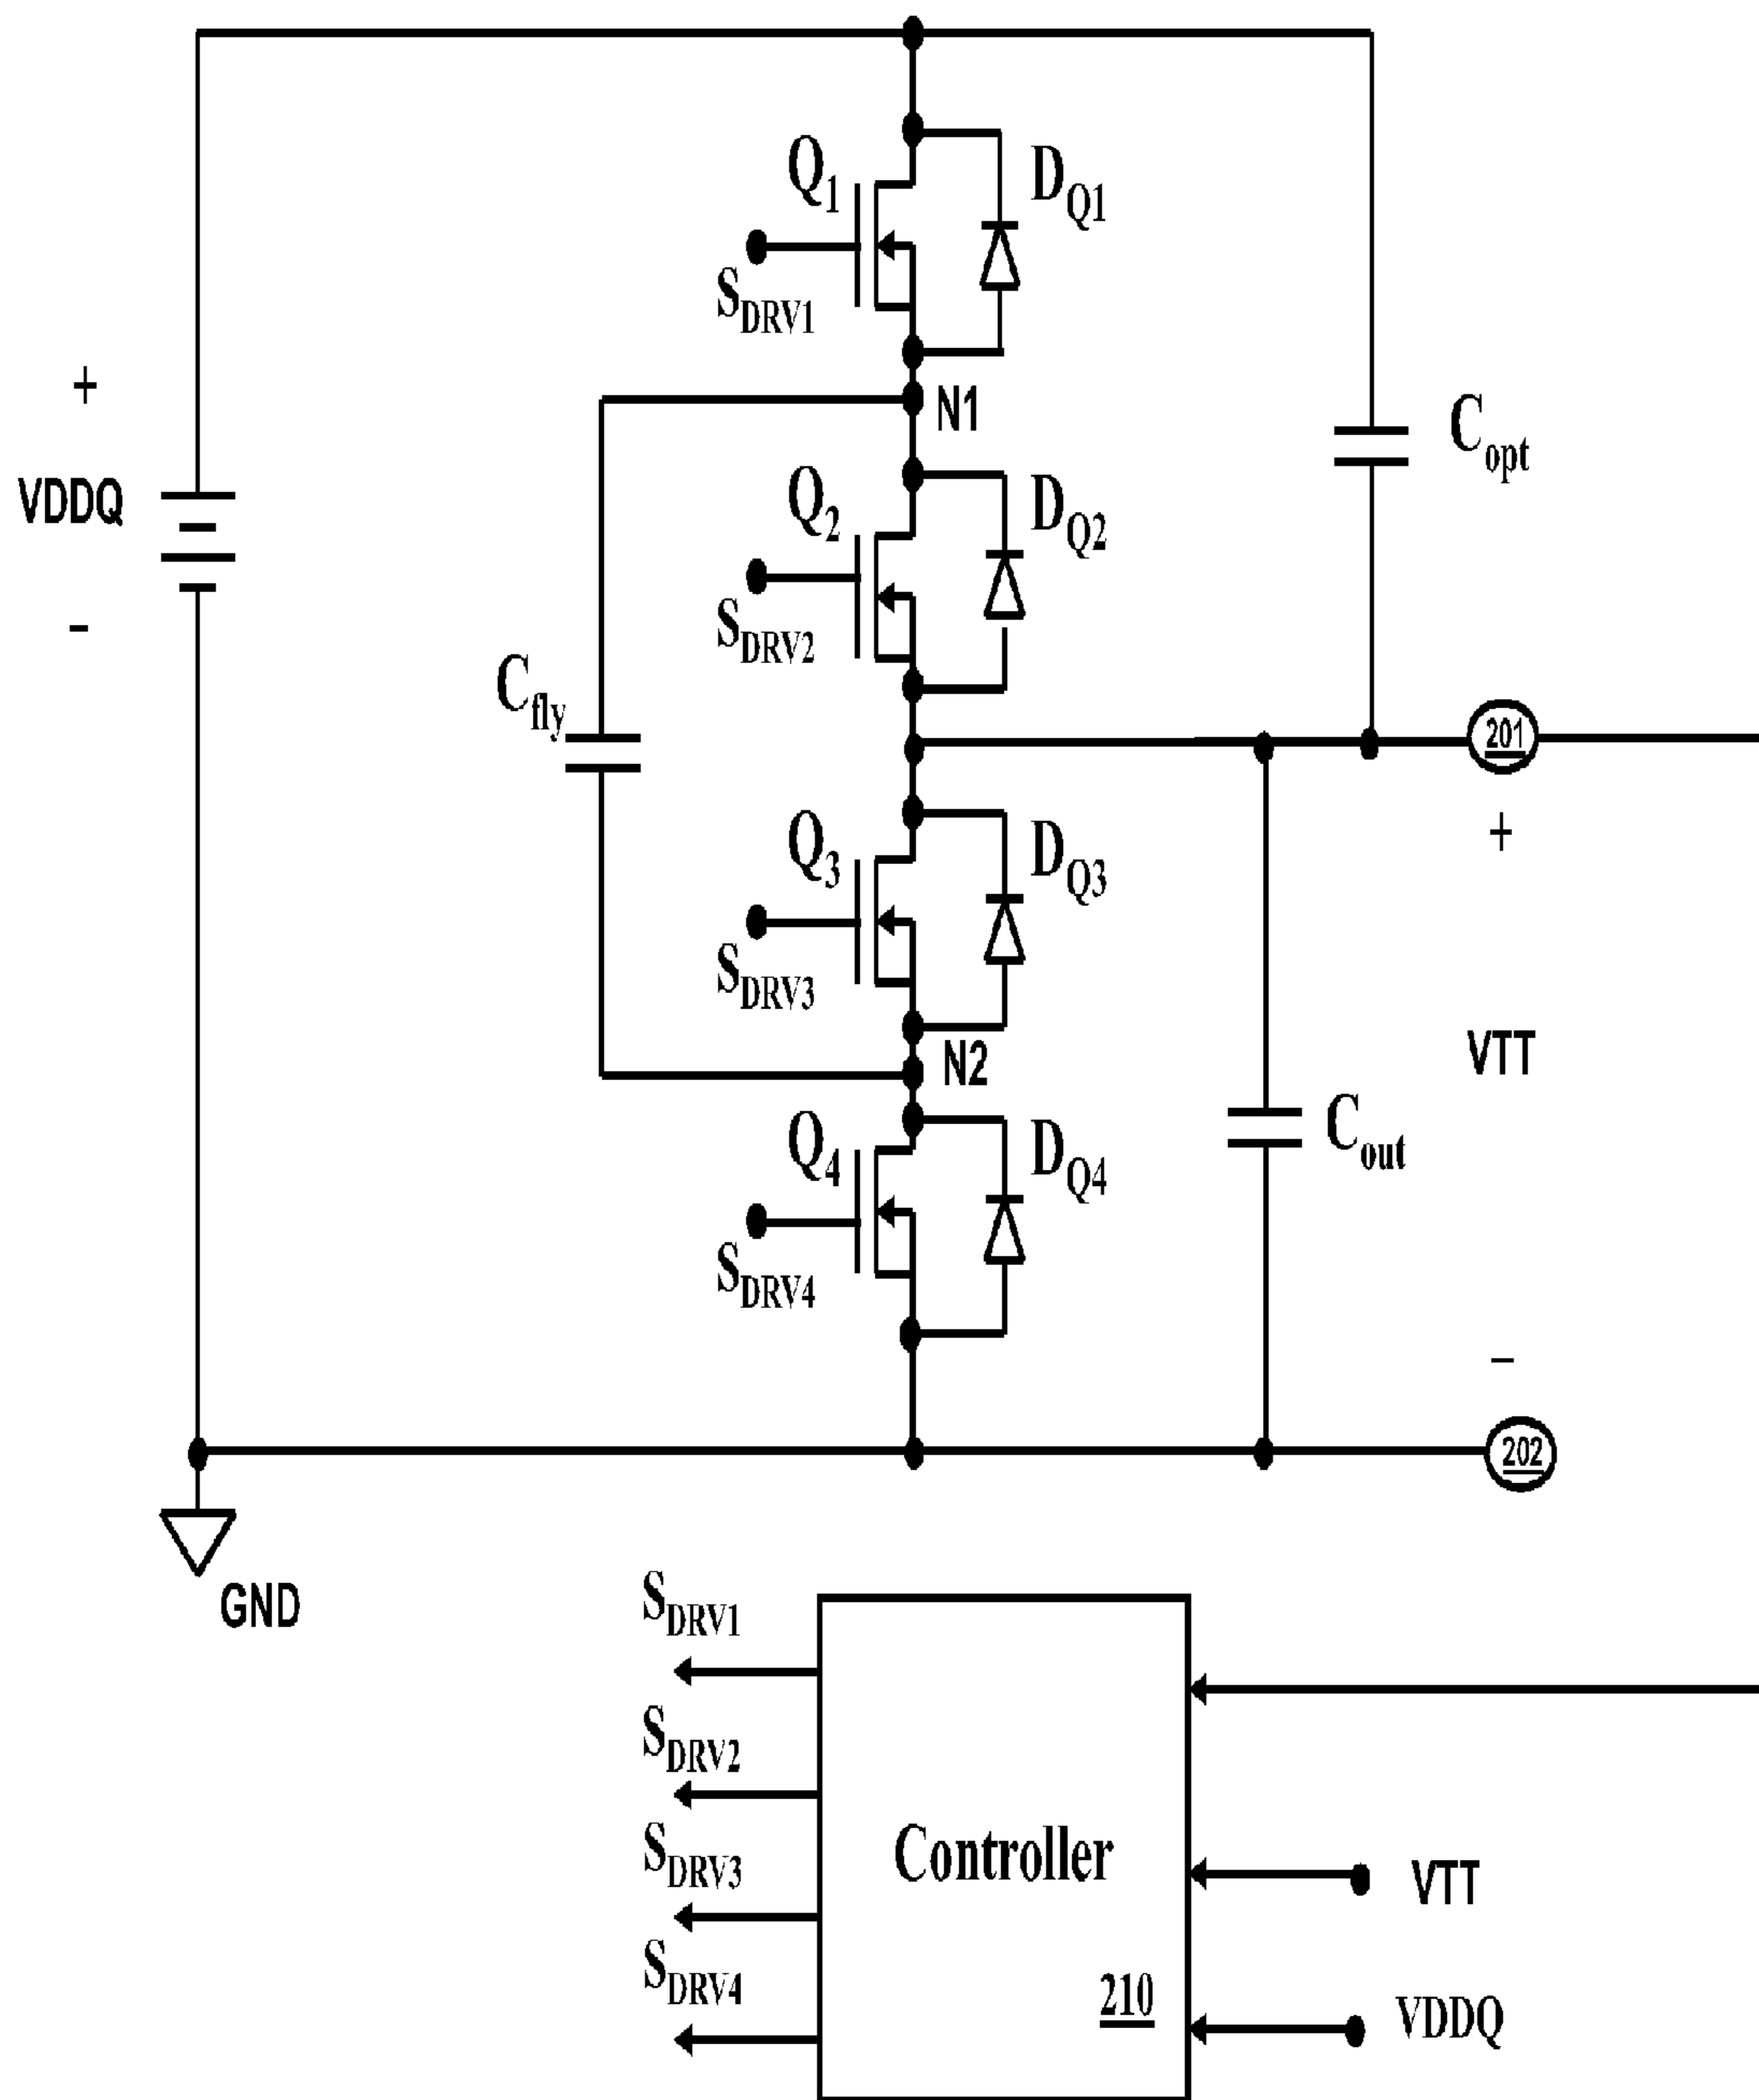 Q1
DQ1
SDRV1
+
N1
Copt
VDDQ
Q2
DQ2
SDRV2
-
Cfly
201
+
Q3
DQ3
SDRV3
N2
VTT
Q4
DQ4
Cout
SDRV4
-
202
GND
SDRV1
SDRV2
SDRV3
SDRV4
Controller
210
VTT
VDDQ